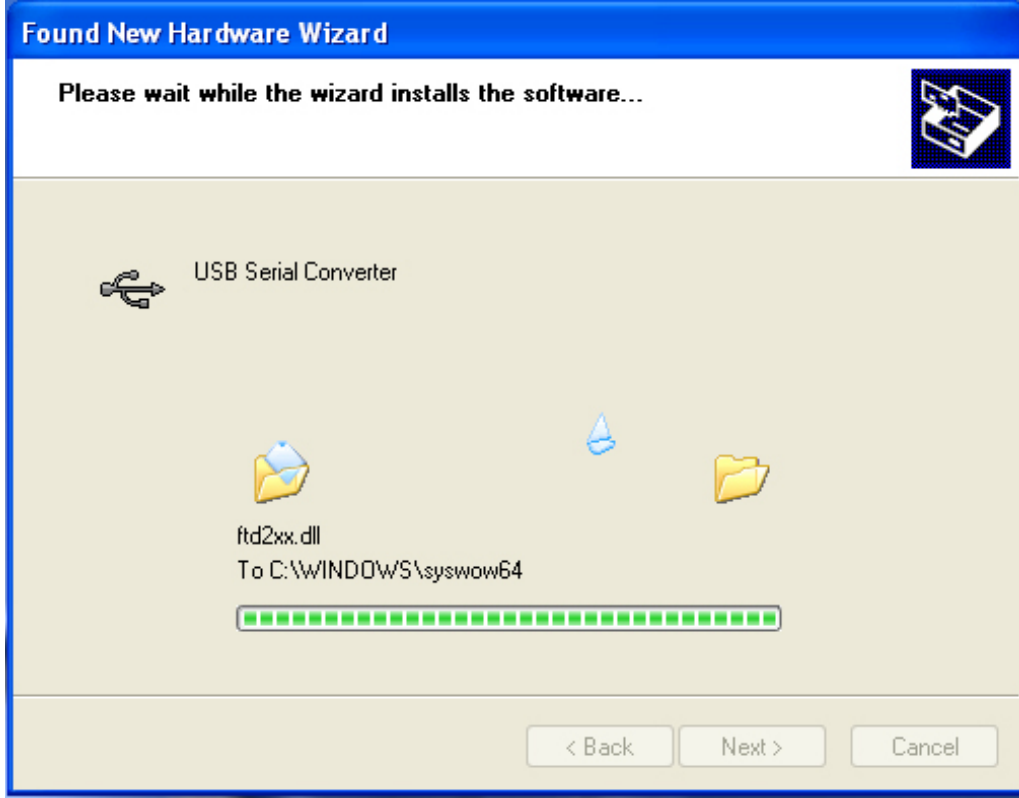 Found New Hardware Wizard
Please wait while the wizard installs the software...
USB Serial Converter
ftd2xx.dll
To C:\WINDOWS\syswow64
< Back
Next >
Cancel